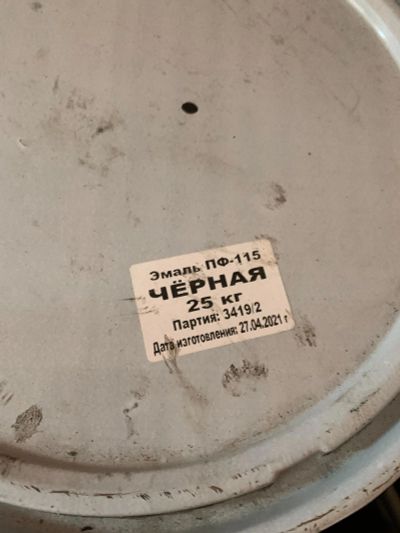 Эмаль ПФ-115
ЧЁРНАЯ
25 кг
Партия: 3419/2
Дата изготовления: 27.04.2021 г